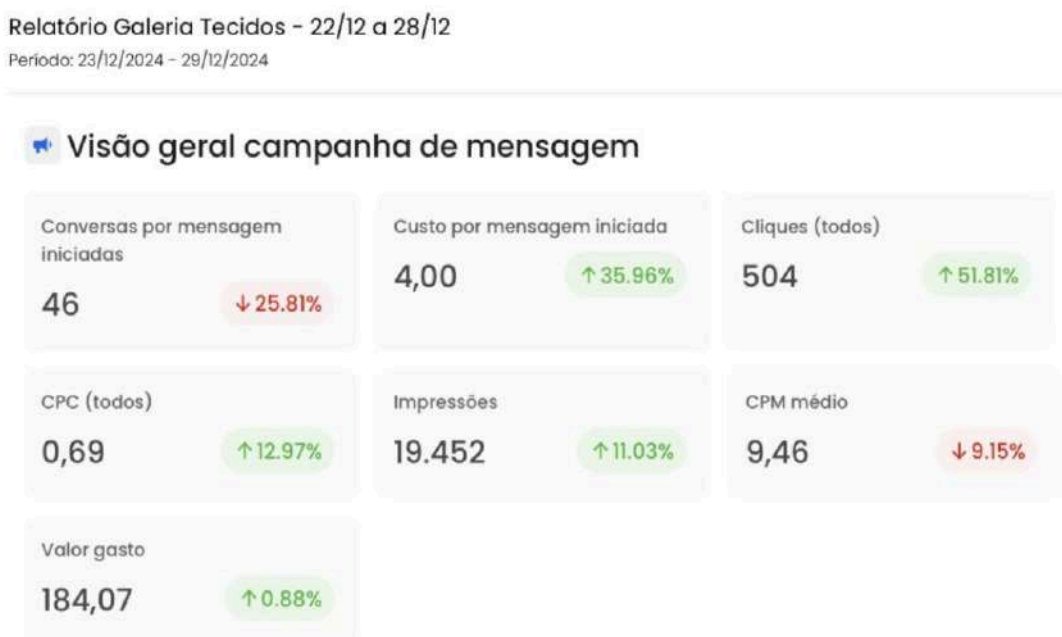 Relatório Galeria Tecidos - 22/12 a 28/12
Período: 23/12/2024 - 29/12/2024
Visão geral campanha de mensagem
Conversas por mensagem
iniciadas
46
↓ 25.81%
Custo por mensagem iniciada
4,00
↑ 35.96%
Cliques (todos)
504
↑ 51.81%
CPC (todos)
0,69
↑ 12.97%
Impressões
19.452
↑ 11.03%
CPM médio
9,46
↓ 9.15%
Valor gasto
184,07
↑ 0.88%